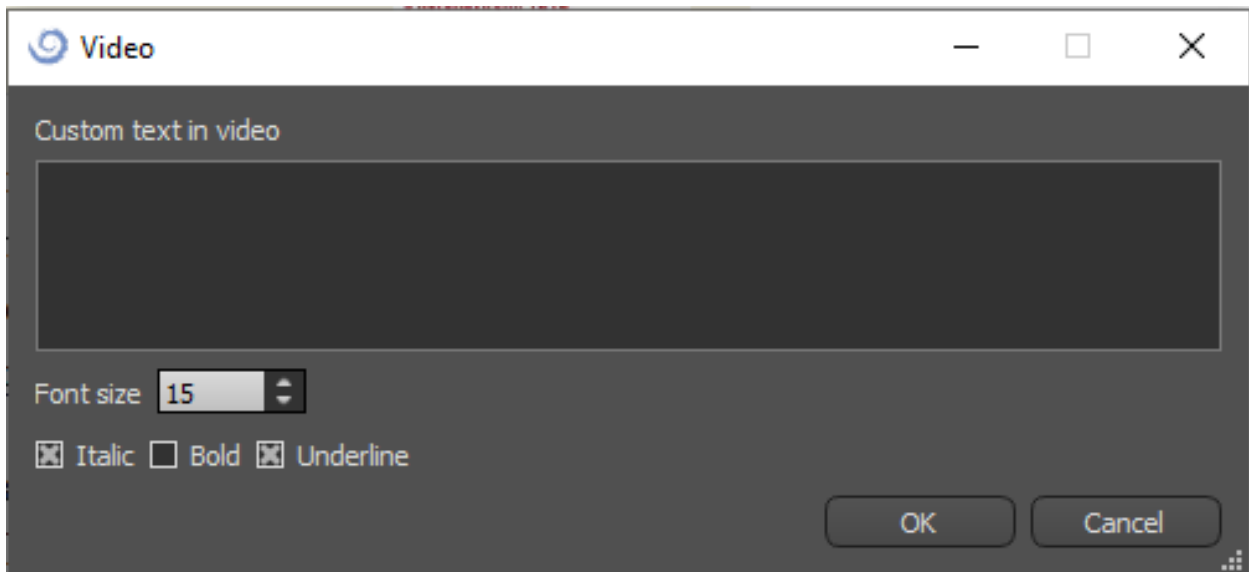 Video
Custom text in video
Font size 15
Italic Bold Underline
OK Cancel